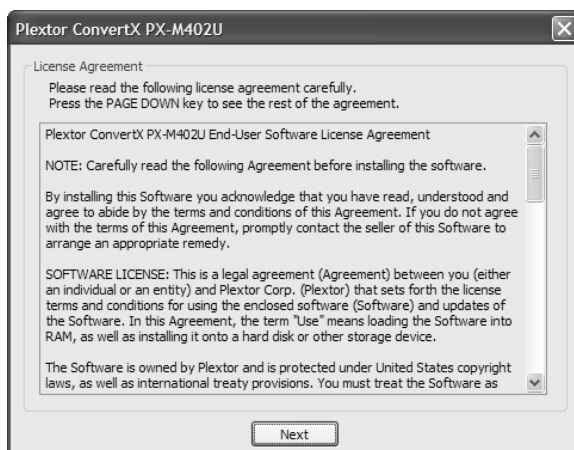 Plextor ConvertX PX-M402U
License Agreement
Please read the following license agreement carefully.
Press the PAGE DOWN key to see the rest of the agreement.
Plextor ConvertX PX-M402U End-User Software License Agreement
NOTE: Carefully read the following Agreement before installing the software.
By installing this Software you acknowledge that you have read, understood and
agree to abide by the terms and conditions of this Agreement. If you do not agree
with the terms of this Agreement, promptly contact the seller of this Software to
arrange an appropriate remedy.
SOFTWARE LICENSE: This is a legal agreement (Agreement) between you (either
an individual or an entity) and Plextor Corp. (Plextor) that sets forth the license
terms and conditions for using the enclosed software (Software) and updates of
the Software. In this Agreement, the term "Use" means loading the Software into
RAM, as well as installing it onto a hard disk or other storage device.
The Software is owned by Plextor and is protected under United States copyright
laws, as well as international treaty provisions. You must treat the Software as
Next